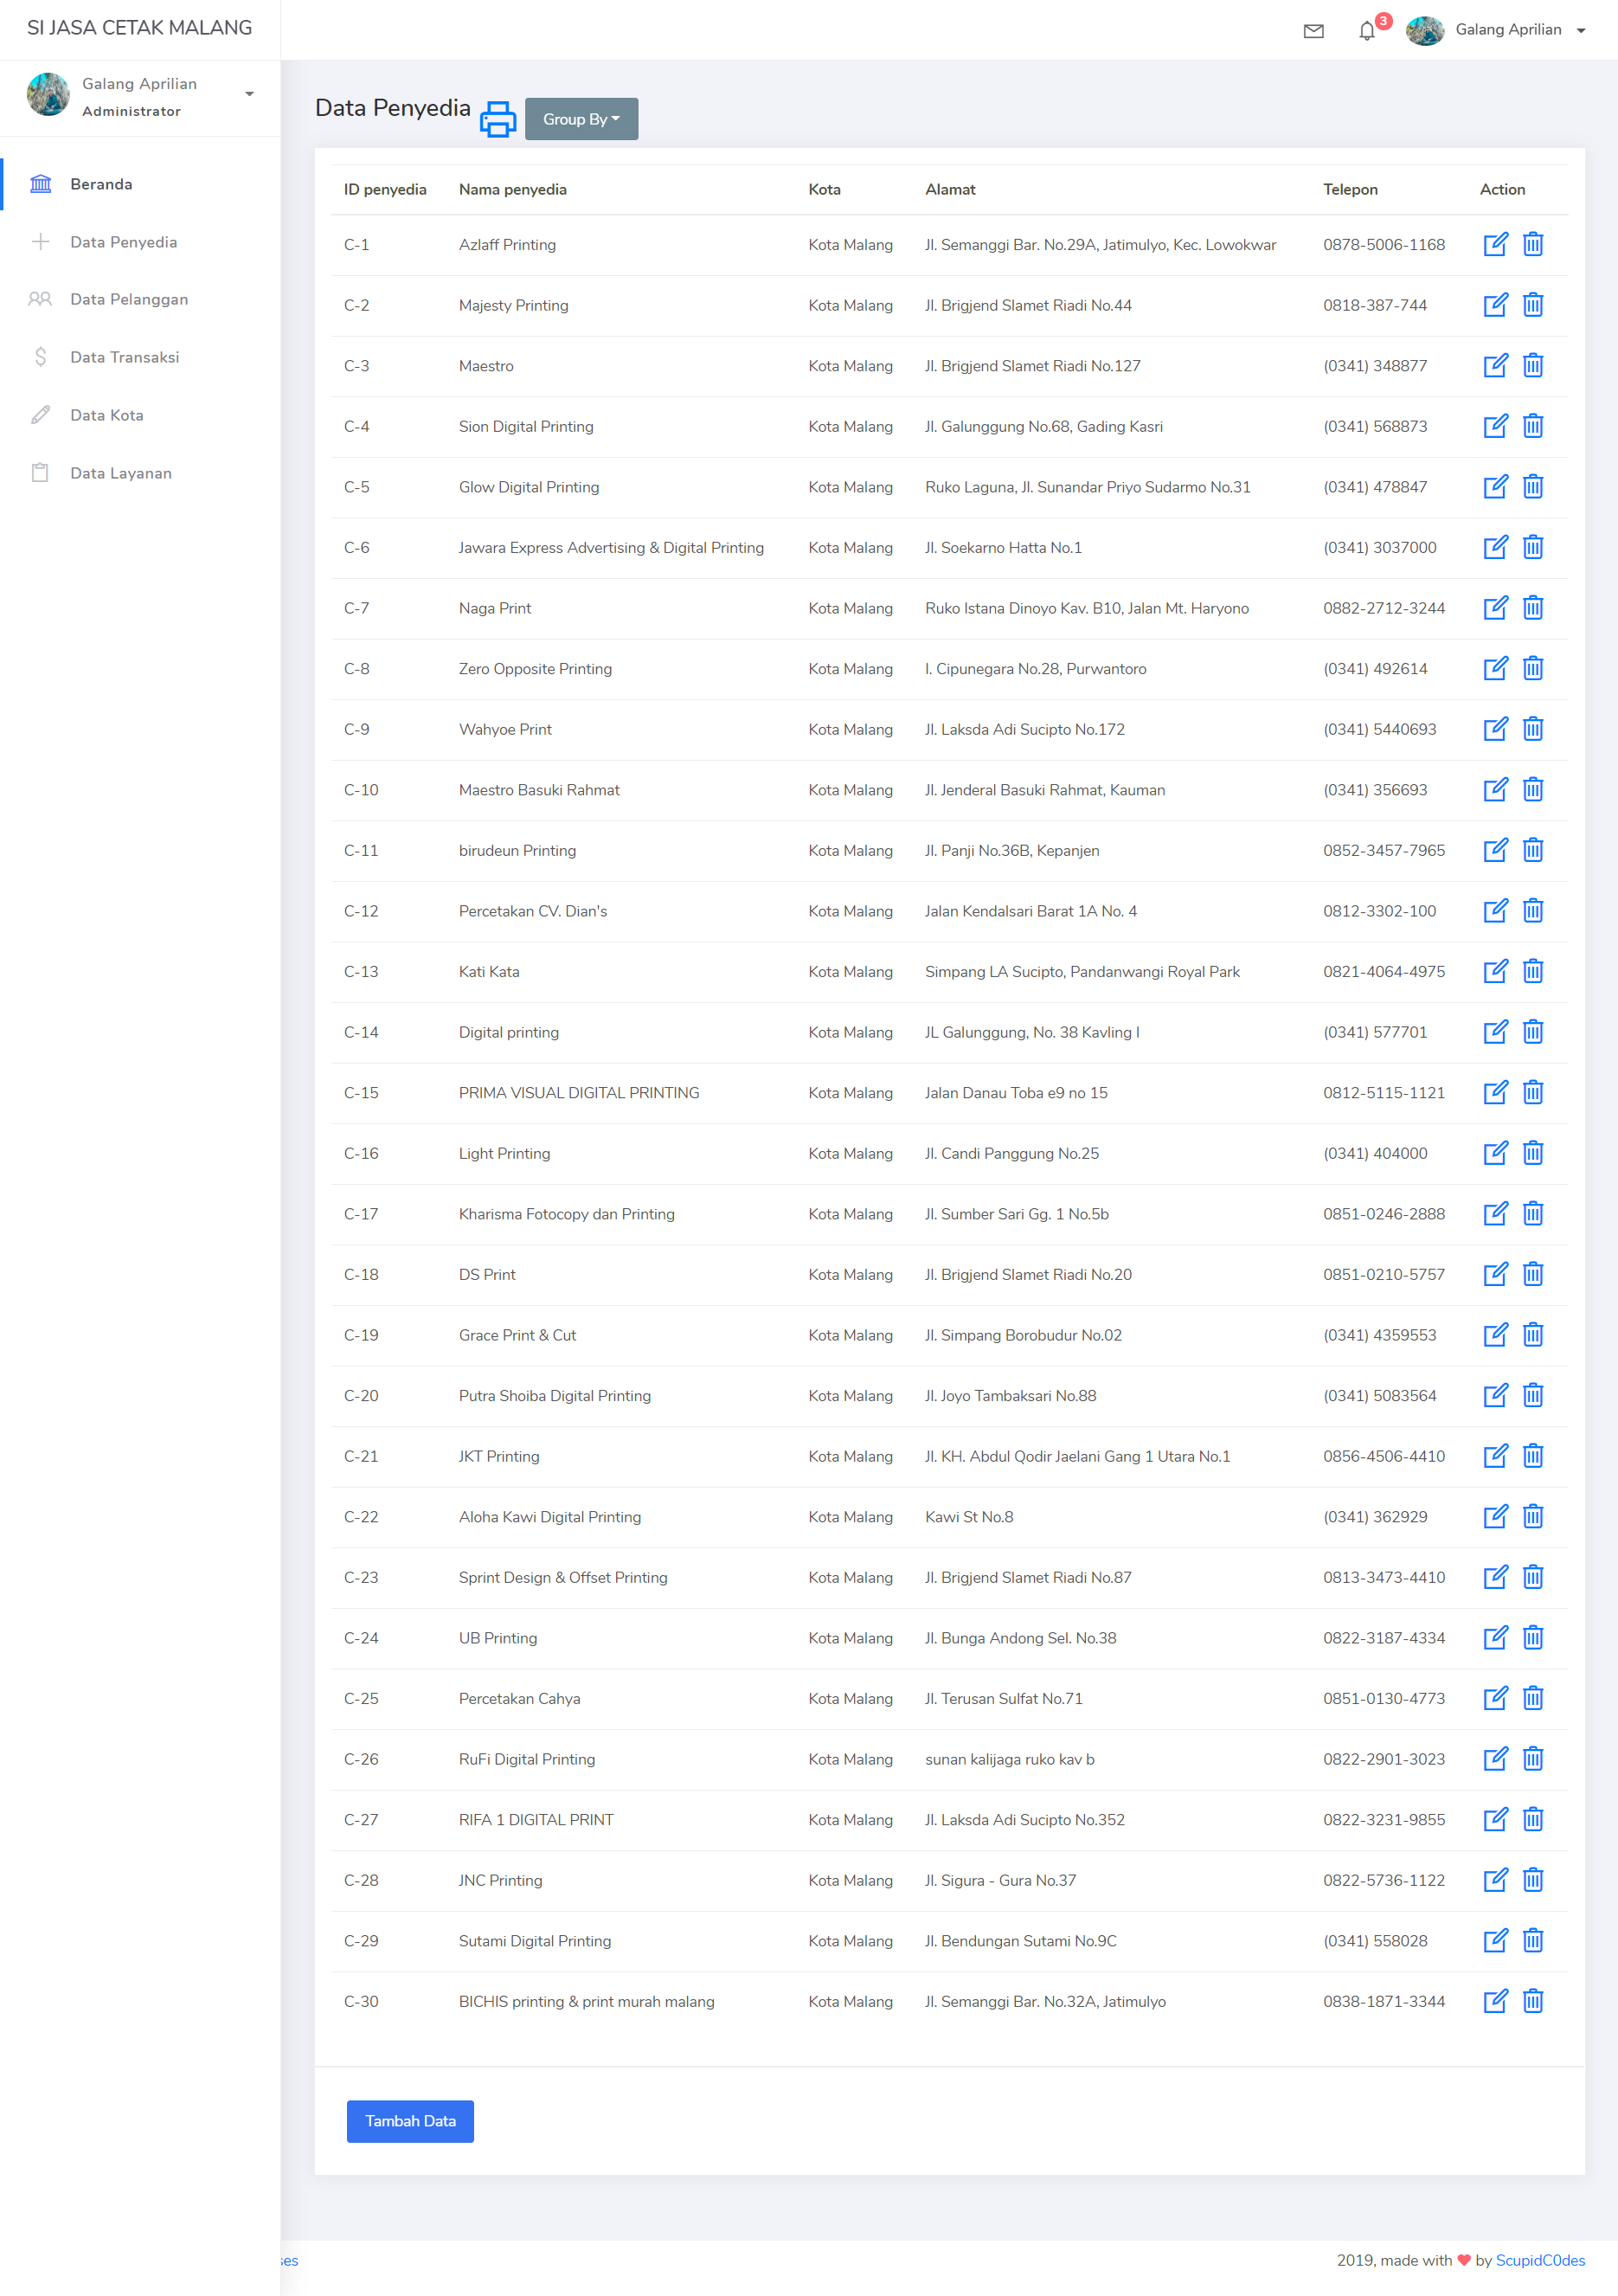 SI JASA CETAK MALANG
3
Galang Aprilian
Galang Aprilian
Administrator
Beranda
Data Penyedia
Data Pelanggan
Data Transaksi
Data Kota
Data Layanan
Data Penyedia
Group By
ID penyedia Nama penyedia Kota Alamat Telepon Action
C-1 Azlaff Printing Kota Malang Jl. Semanggi Bar. No.29A, Jatimulyo, Kec. Lowokwar 0878-5006-1168
C-2 Majesty Printing Kota Malang Jl. Brigjend Slamet Riadi No.44 0818-387-744
C-3 Maestro Kota Malang Jl. Brigjend Slamet Riadi No.127 (0341) 348877
C-4 Sion Digital Printing Kota Malang Jl. Galunggung No.68, Gading Kasri (0341) 568873
C-5 Glow Digital Printing Kota Malang Ruko Laguna, Jl. Sunandar Priyo Sudarmo No.31 (0341) 478847
C-6 Jawara Express Advertising & Digital Printing Kota Malang Jl. Soekarno Hatta No.1 (0341) 3037000
C-7 Naga Print Kota Malang Ruko Istana Dinoyo Kav. B10, Jalan Mt. Haryono 0882-2712-3244
C-8 Zero Opposite Printing Kota Malang l. Cipunegara No.28, Purwantoro (0341) 492614
C-9 Wahyoe Print Kota Malang Jl. Laksda Adi Sucipto No.172 (0341) 5440693
C-10 Maestro Basuki Rahmat Kota Malang Jl. Jenderal Basuki Rahmat, Kauman (0341) 356693
C-11 birudeun Printing Kota Malang Jl. Panji No.36B, Kepanjen 0852-3457-7965
C-12 Percetakan CV. Dian's Kota Malang Jalan Kendalsari Barat 1A No. 4 0812-3302-100
C-13 Kati Kata Kota Malang Simpang LA Sucipto, Pandanwangi Royal Park 0821-4064-4975
C-14 Digital printing Kota Malang JL Galunggung, No. 38 Kavling I (0341) 577701
C-15 PRIMA VISUAL DIGITAL PRINTING Kota Malang Jalan Danau Toba e9 no 15 0812-5115-1121
C-16 Light Printing Kota Malang Jl. Candi Panggung No.25 (0341) 404000
C-17 Kharisma Fotocopy dan Printing Kota Malang Jl. Sumber Sari Gg. 1 No.5b 0851-0246-2888
C-18 DS Print Kota Malang Jl. Brigjend Slamet Riadi No.20 0851-0210-5757
C-19 Grace Print & Cut Kota Malang Jl. Simpang Borobudur No.02 (0341) 4359553
C-20 Putra Shoiba Digital Printing Kota Malang Jl. Joyo Tambaksari No.88 (0341) 5083564
C-21 JKT Printing Kota Malang Jl. KH. Abdul Qodir Jaelani Gang 1 Utara No.1 0856-4506-4410
C-22 Aloha Kawi Digital Printing Kota Malang Kawi St No.8 (0341) 362929
C-23 Sprint Design & Offset Printing Kota Malang Jl. Brigjend Slamet Riadi No.87 0813-3473-4410
C-24 UB Printing Kota Malang Jl. Bunga Andong Sel. No.38 0822-3187-4334
C-25 Percetakan Cahya Kota Malang Jl. Terusan Sulfat No.71 0851-0130-4773
C-26 RuFi Digital Printing Kota Malang sunan kalijaga ruko kav b 0822-2901-3023
C-27 RIFA 1 DIGITAL PRINT Kota Malang Jl. Laksda Adi Sucipto No.352 0822-3231-9855
C-28 JNC Printing Kota Malang Jl. Sigura - Gura No.37 0822-5736-1122
C-29 Sutami Digital Printing Kota Malang Jl. Bendungan Sutami No.9C (0341) 558028
C-30 BICHIS printing & print murah malang Kota Malang Jl. Semanggi Bar. No.32A, Jatimulyo 0838-1871-3344
Tambah Data
2019, made with by ScupidC0des